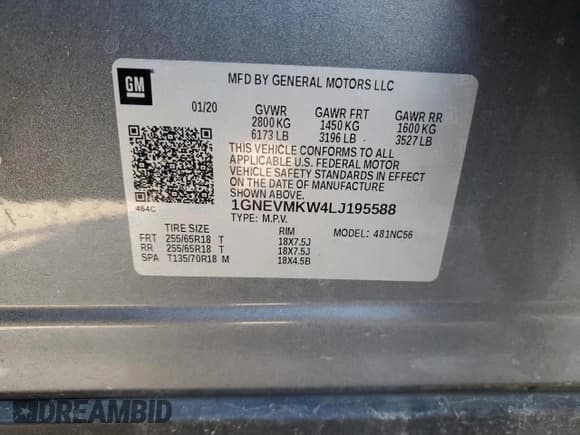 GM
MFD BY GENERAL MOTORS LLC
01/20 GVWR GAWR FRT GAWR RR
2800 KG 1450 KG 1600 KG
6173 LB 3196 LB 3527 LB
THIS VEHICLE CONFORMS TO ALL
APPLICABLE U.S. FEDERAL MOTOR
VEHICLE SAFETY STANDARDS IN EFFECT
ON THE DATE OF MANUFACTURE
SHOWN ABOVE.
464C 1GNEVMKW4LJ195588
TYPE: M.P.V.
TIRE SIZE RIM MODEL: 481NC56
FRT 255/65R18 T 18X7.5J
RR 255/65R18 T 18X7.5J
SPA T135/70R18 M 18X4.5B
DREAMBID